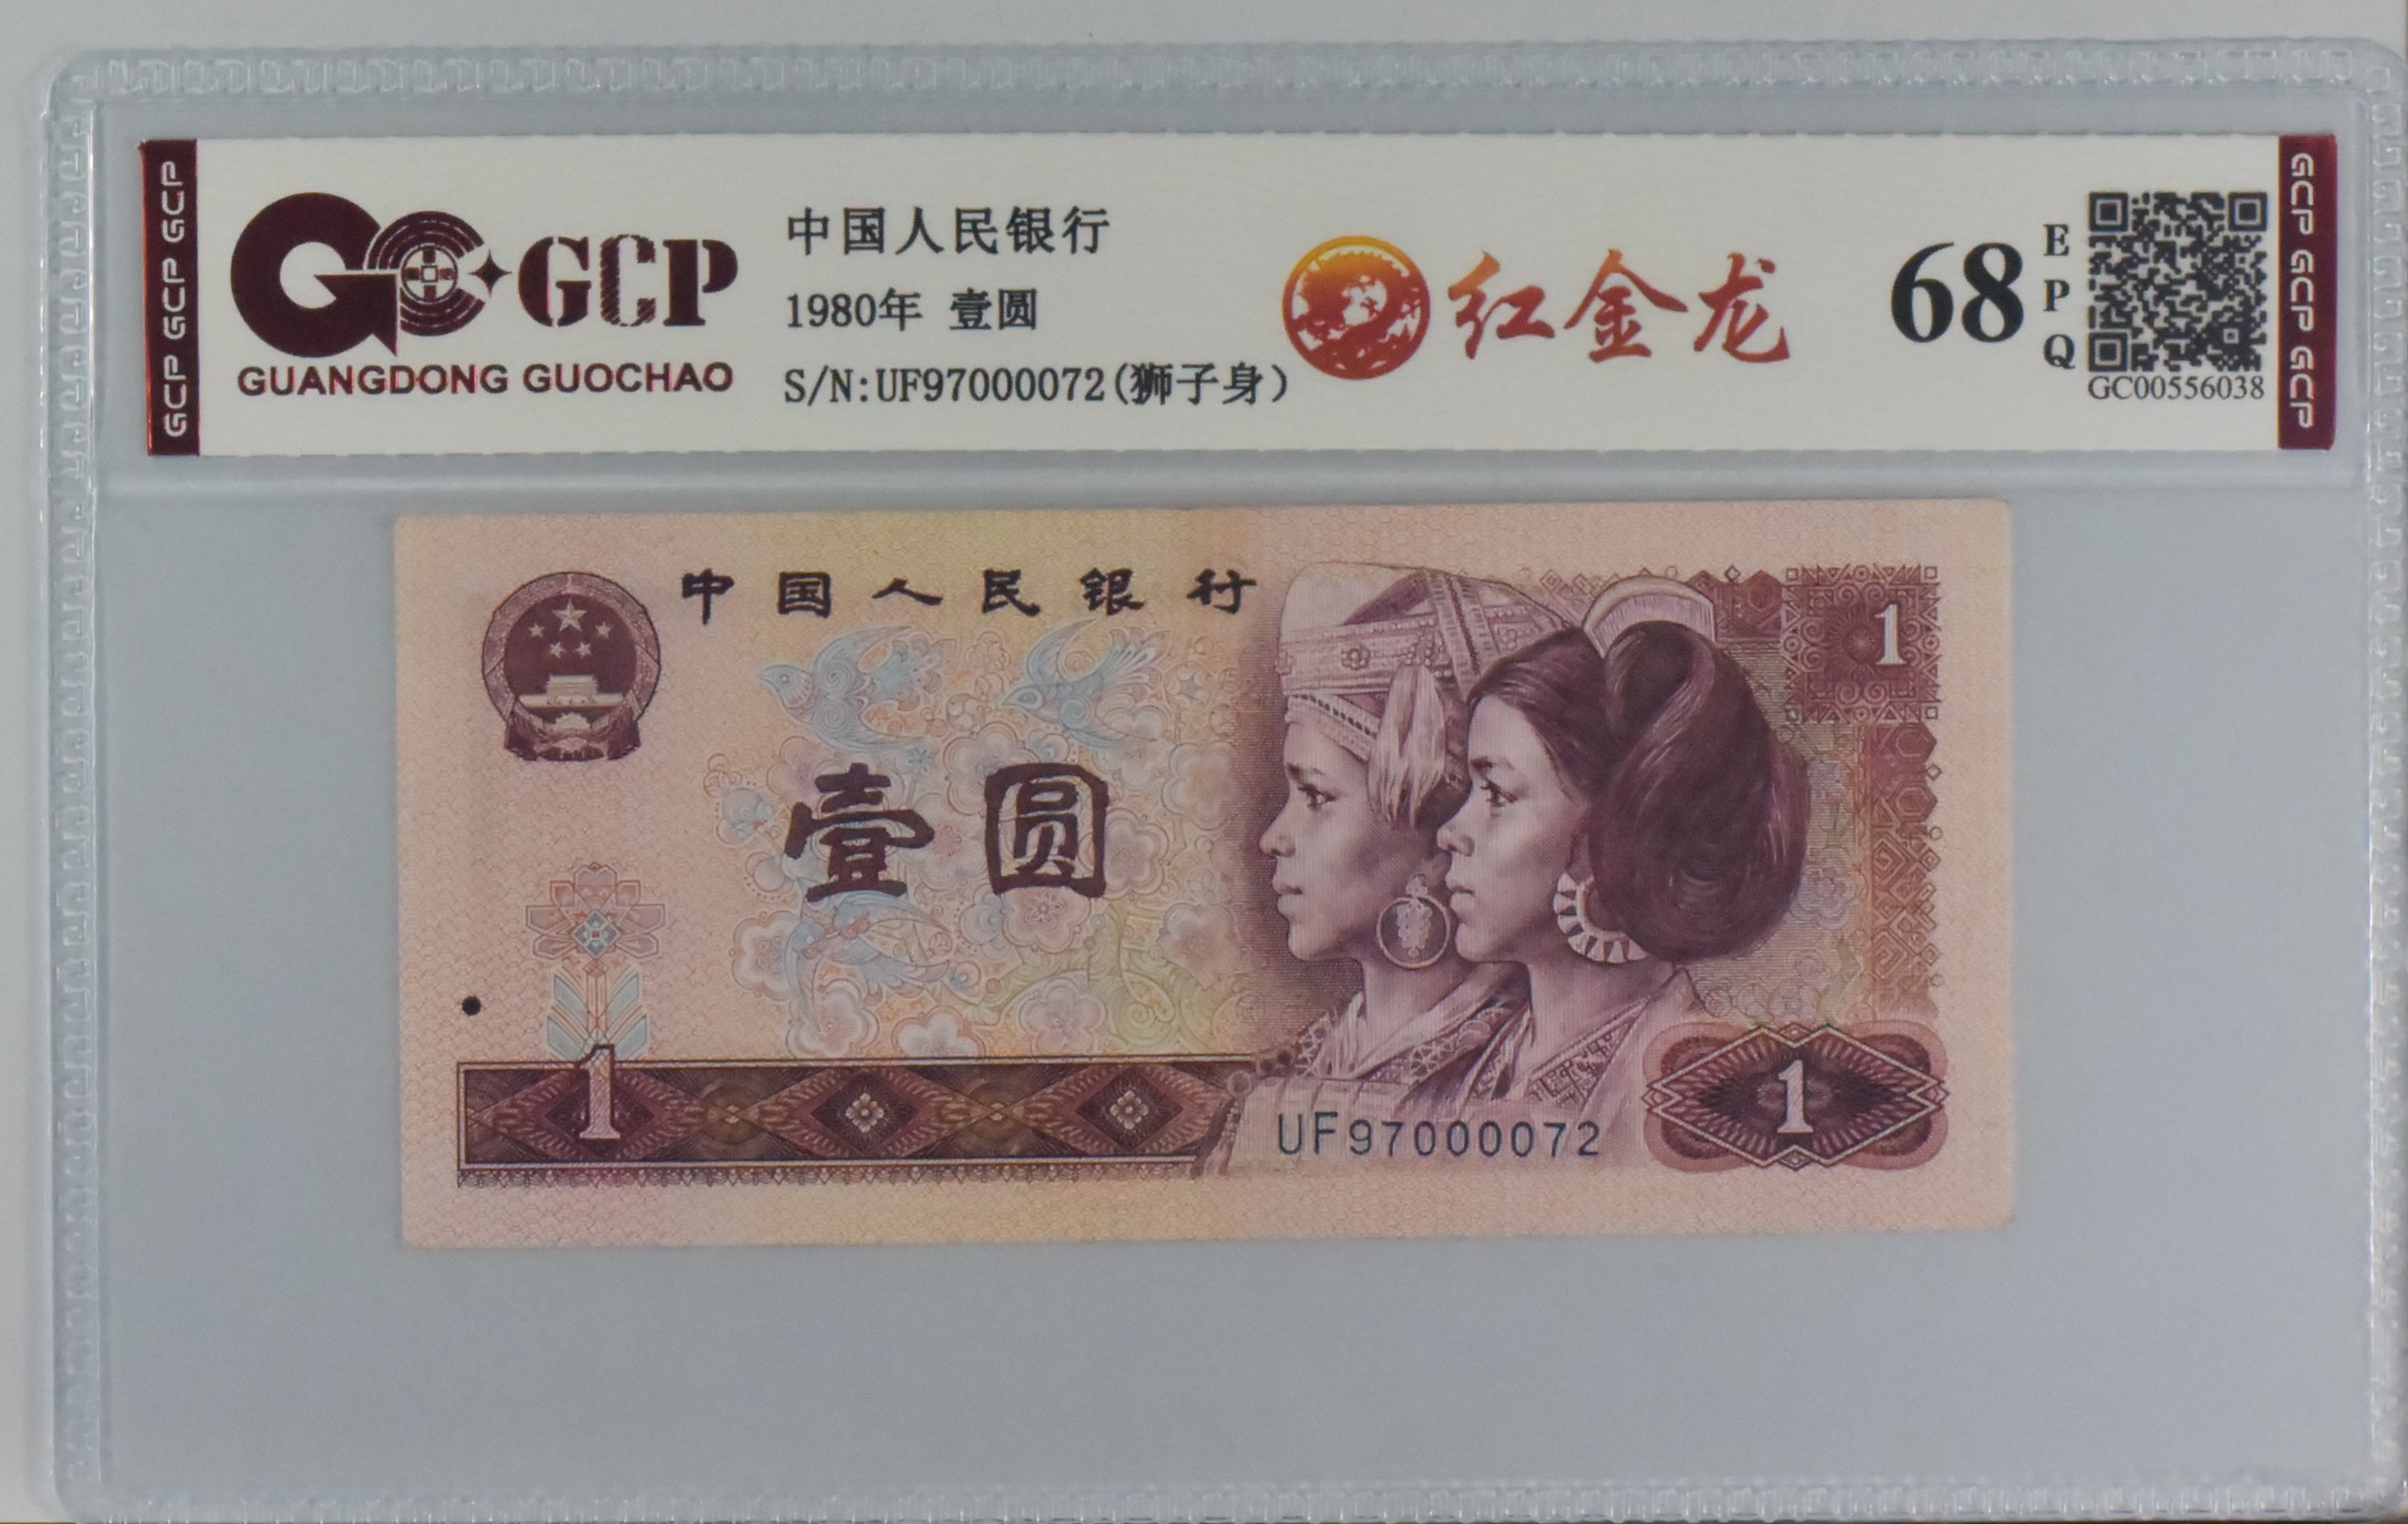 GCP GCP GCP
GCP
GUANGDONG GUOCHAO
中国人民银行
1980年 壹圆
S/N:UF97000072(狮子身)
红金龙
68
EPQ
GC00556038
GCP GCP GCP
中国人民银行
1
壹圆
1
UF97000072
1